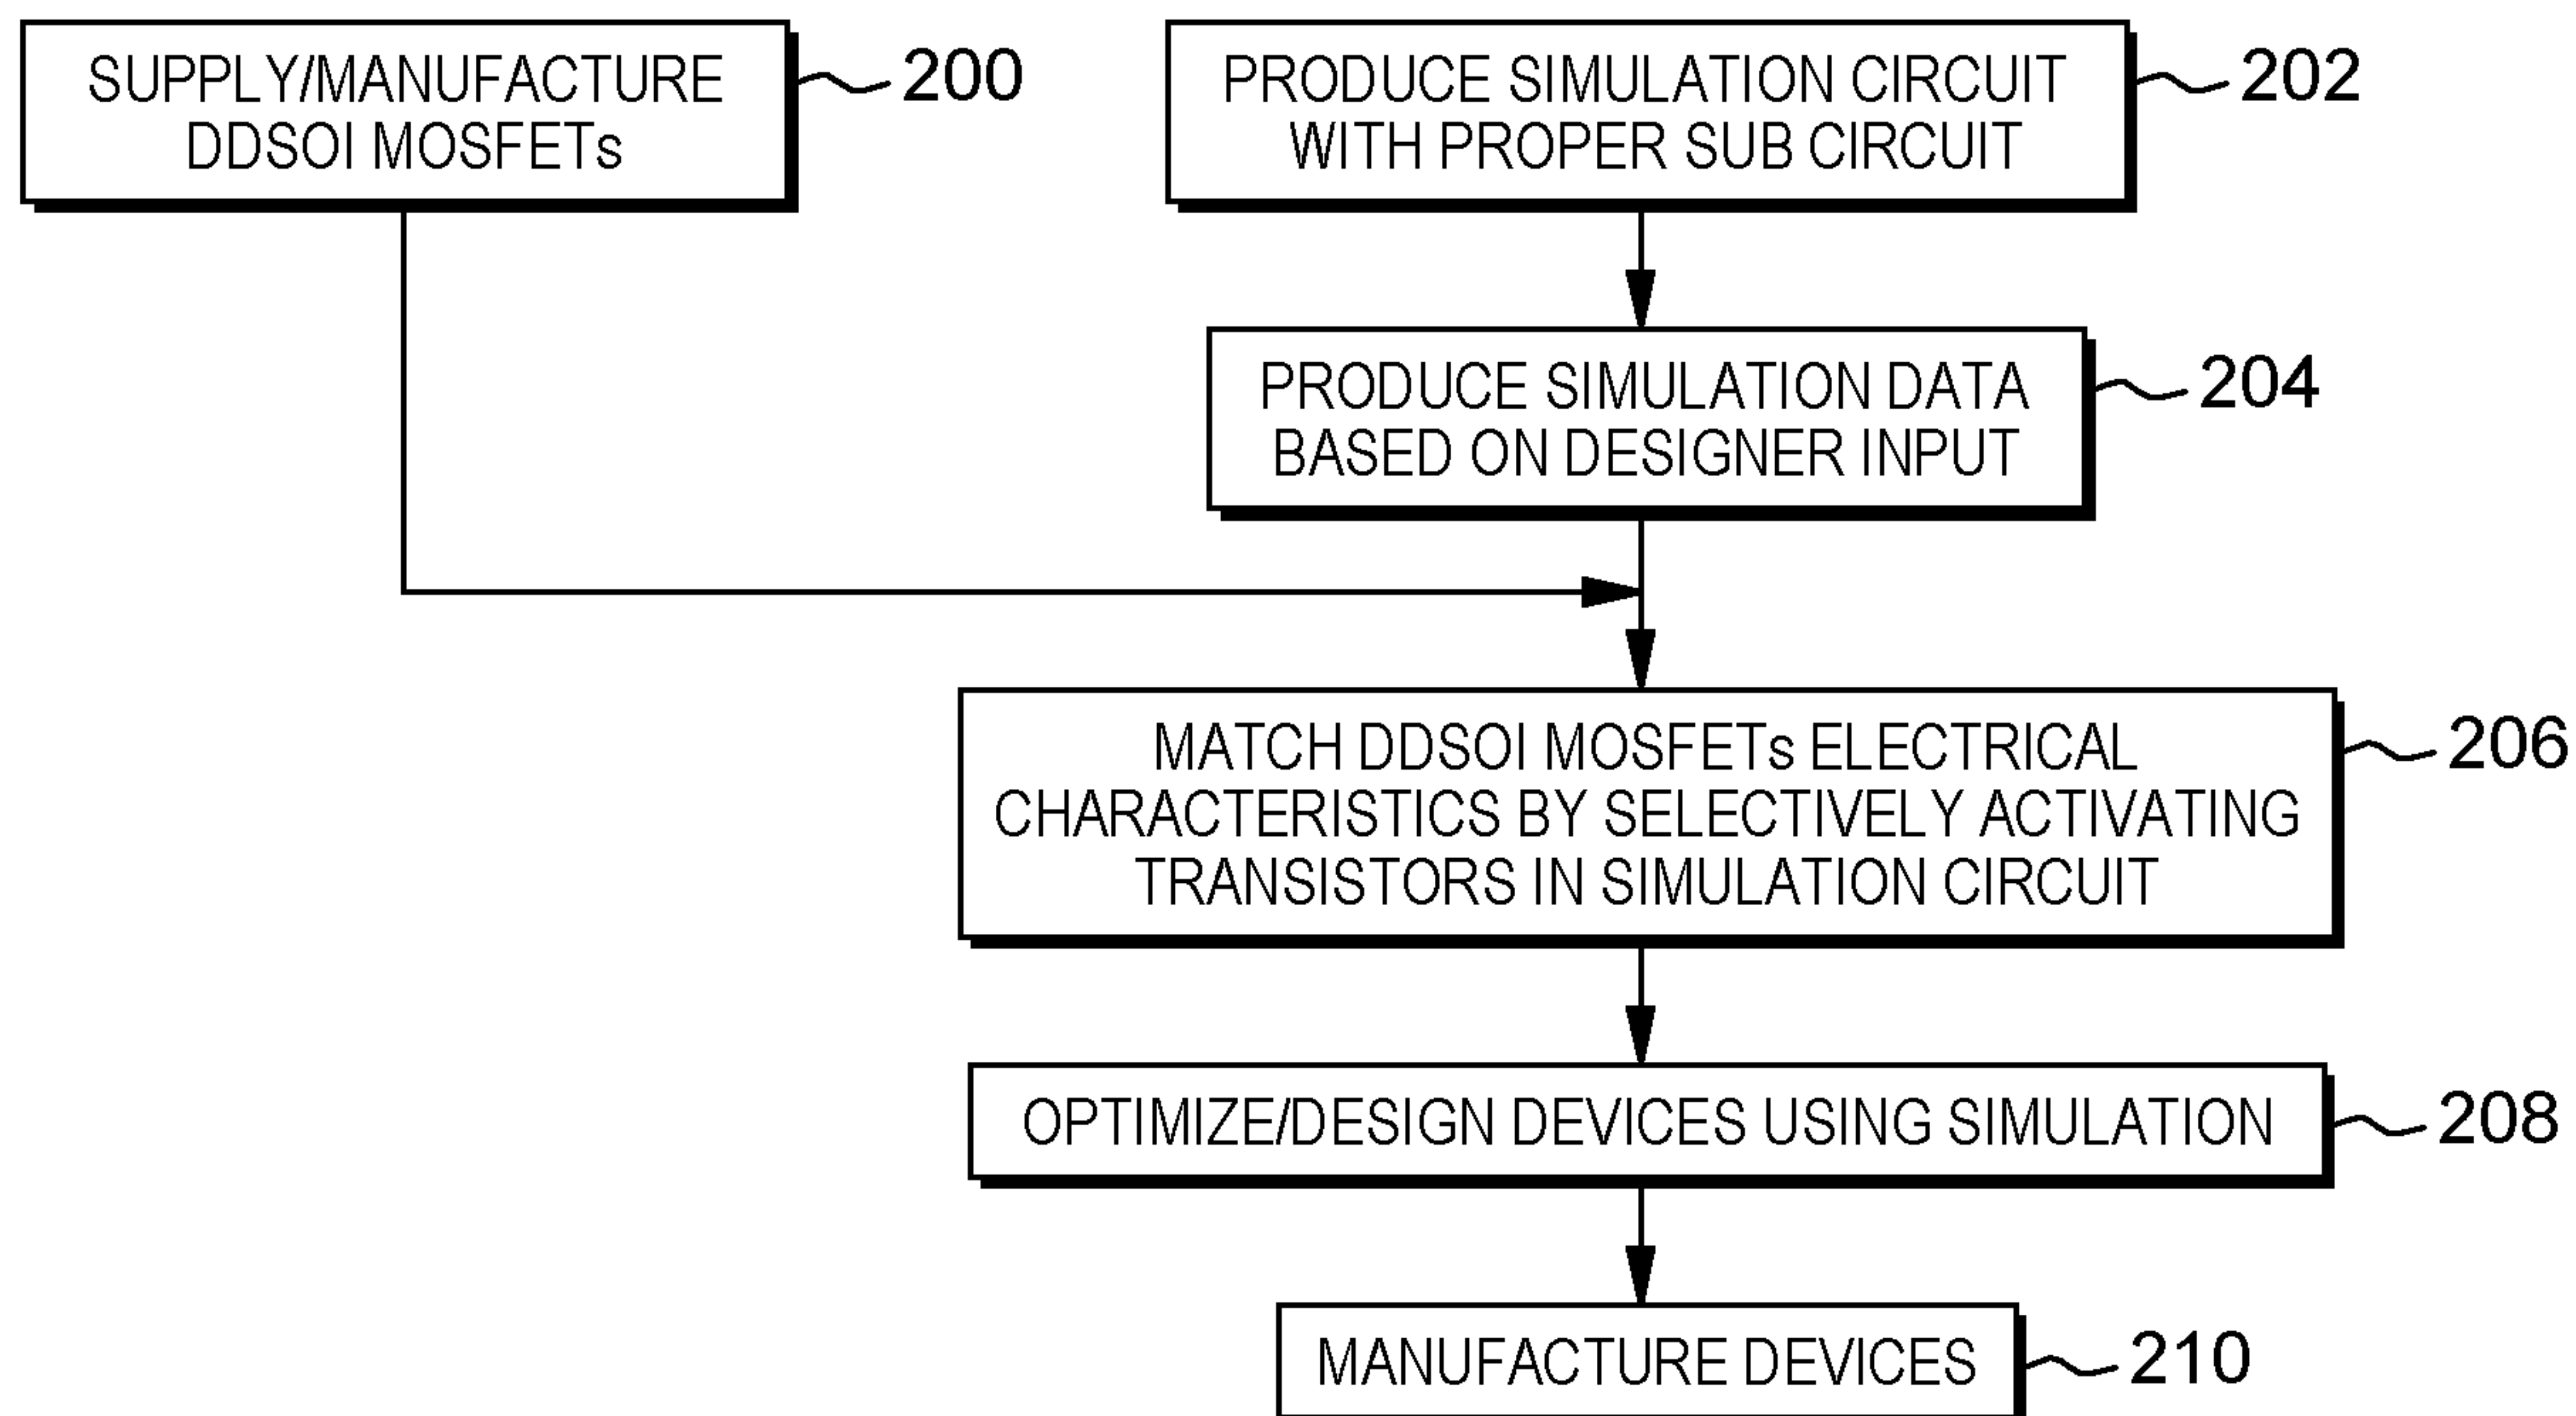 SUPPLY/MANUFACTURE
DDSOI MOSFETs
200
PRODUCE SIMULATION CIRCUIT
WITH PROPER SUB CIRCUIT
202
PRODUCE SIMULATION DATA
BASED ON DESIGNER INPUT
204
MATCH DDSOI MOSFETs ELECTRICAL
CHARACTERISTICS BY SELECTIVELY ACTIVATING
TRANSISTORS IN SIMULATION CIRCUIT
206
OPTIMIZE/DESIGN DEVICES USING SIMULATION
208
MANUFACTURE DEVICES
210